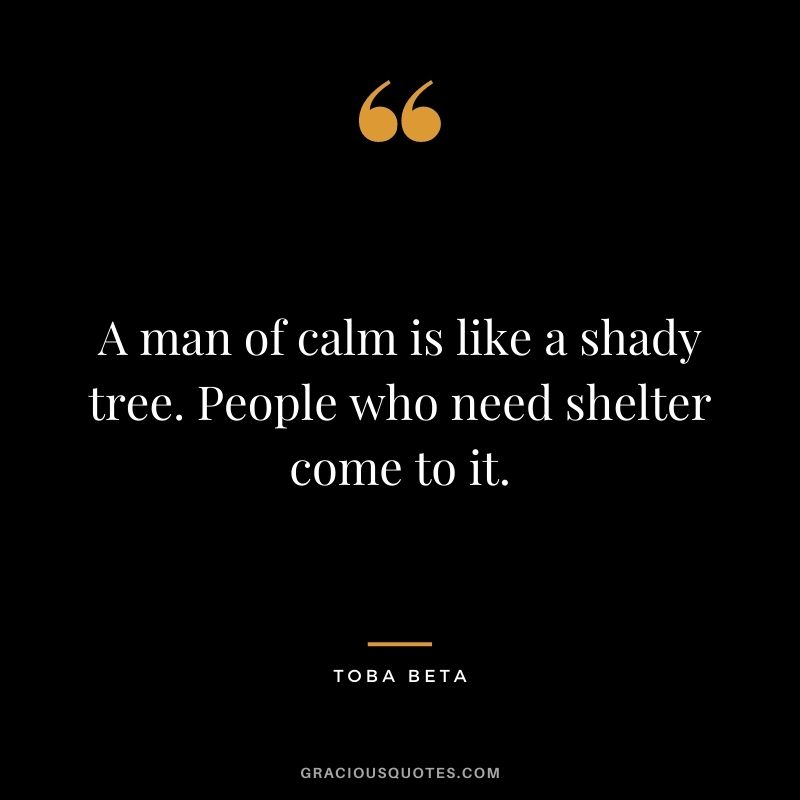 “
A man of calm is like a shady
tree. People who need shelter
come to it.
TOBA BETA
GRACIOUSQUOTES.COM